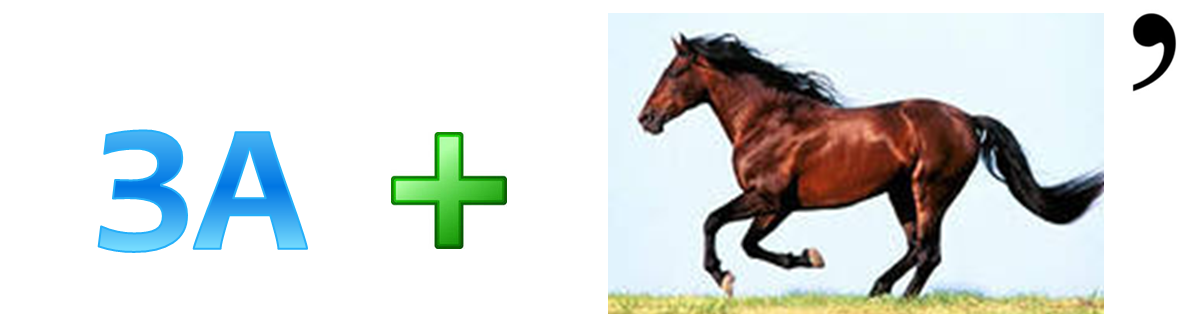 ЗА + ,